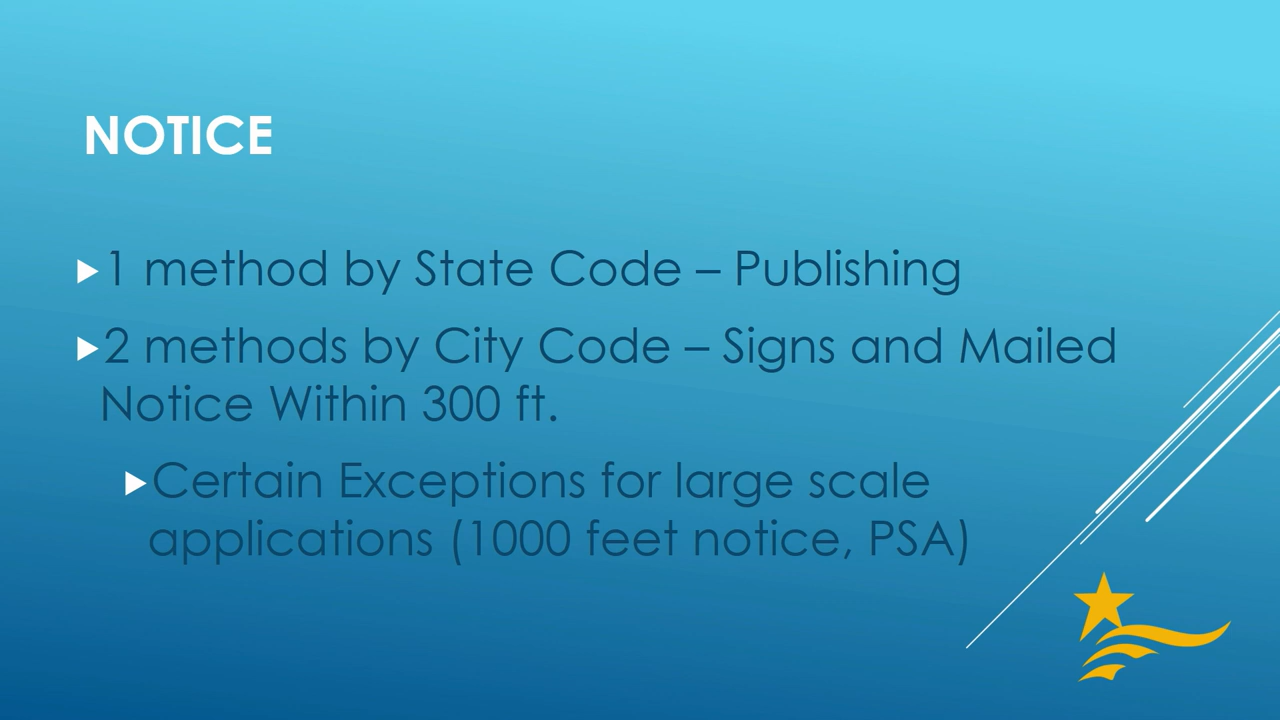 NOTICE
1 method by State Code – Publishing
2 methods by City Code – Signs and Mailed
Notice Within 300 ft.
Certain Exceptions for large scale
applications (1000 feet notice, PSA)